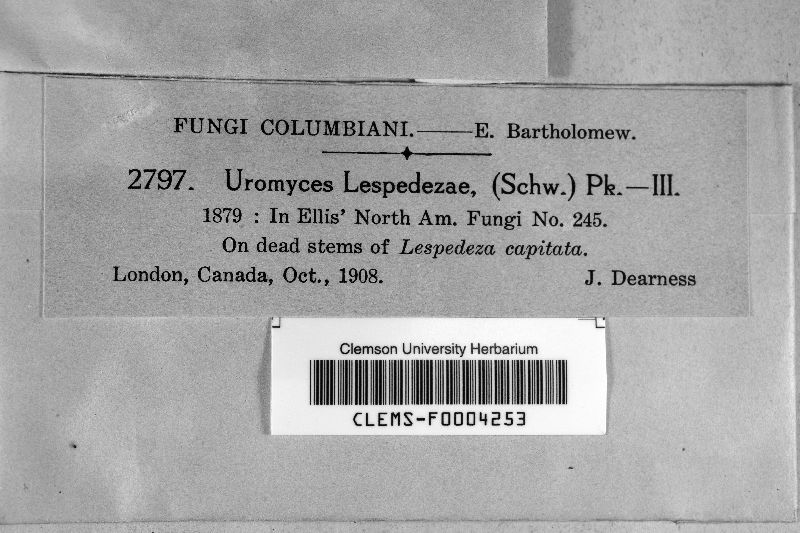 FUNGI COLUMBIANI.——E. Bartholomew.
2797. Uromyces Lespedezae, (Schw.) Pk.—III.
1879 : In Ellis' North Am. Fungi No. 245.
On dead stems of Lespedeza capitata.
London, Canada, Oct., 1908. J. Dearness
Clemson University Herbarium
CLEMS-F0004253